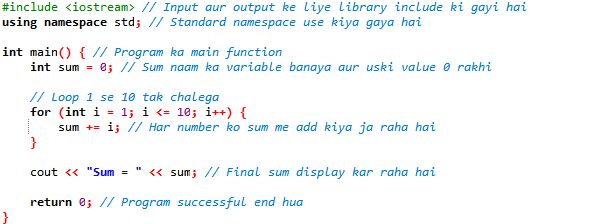 #include <iostream> // Input aur output ke liye library include ki gayi hai
using namespace std; // Standard namespace use kiya gaya hai

int main() { // Program ka main function
    int sum = 0; // Sum naam ka variable banaya aur uski value 0 rakhi

    // Loop 1 se 10 tak chalega
    for (int i = 1; i <= 10; i++) {
        sum += i; // Har number ko sum me add kiya ja raha hai
    }

    cout << "Sum = " << sum; // Final sum display kar raha hai

    return 0; // Program successful end hua
}